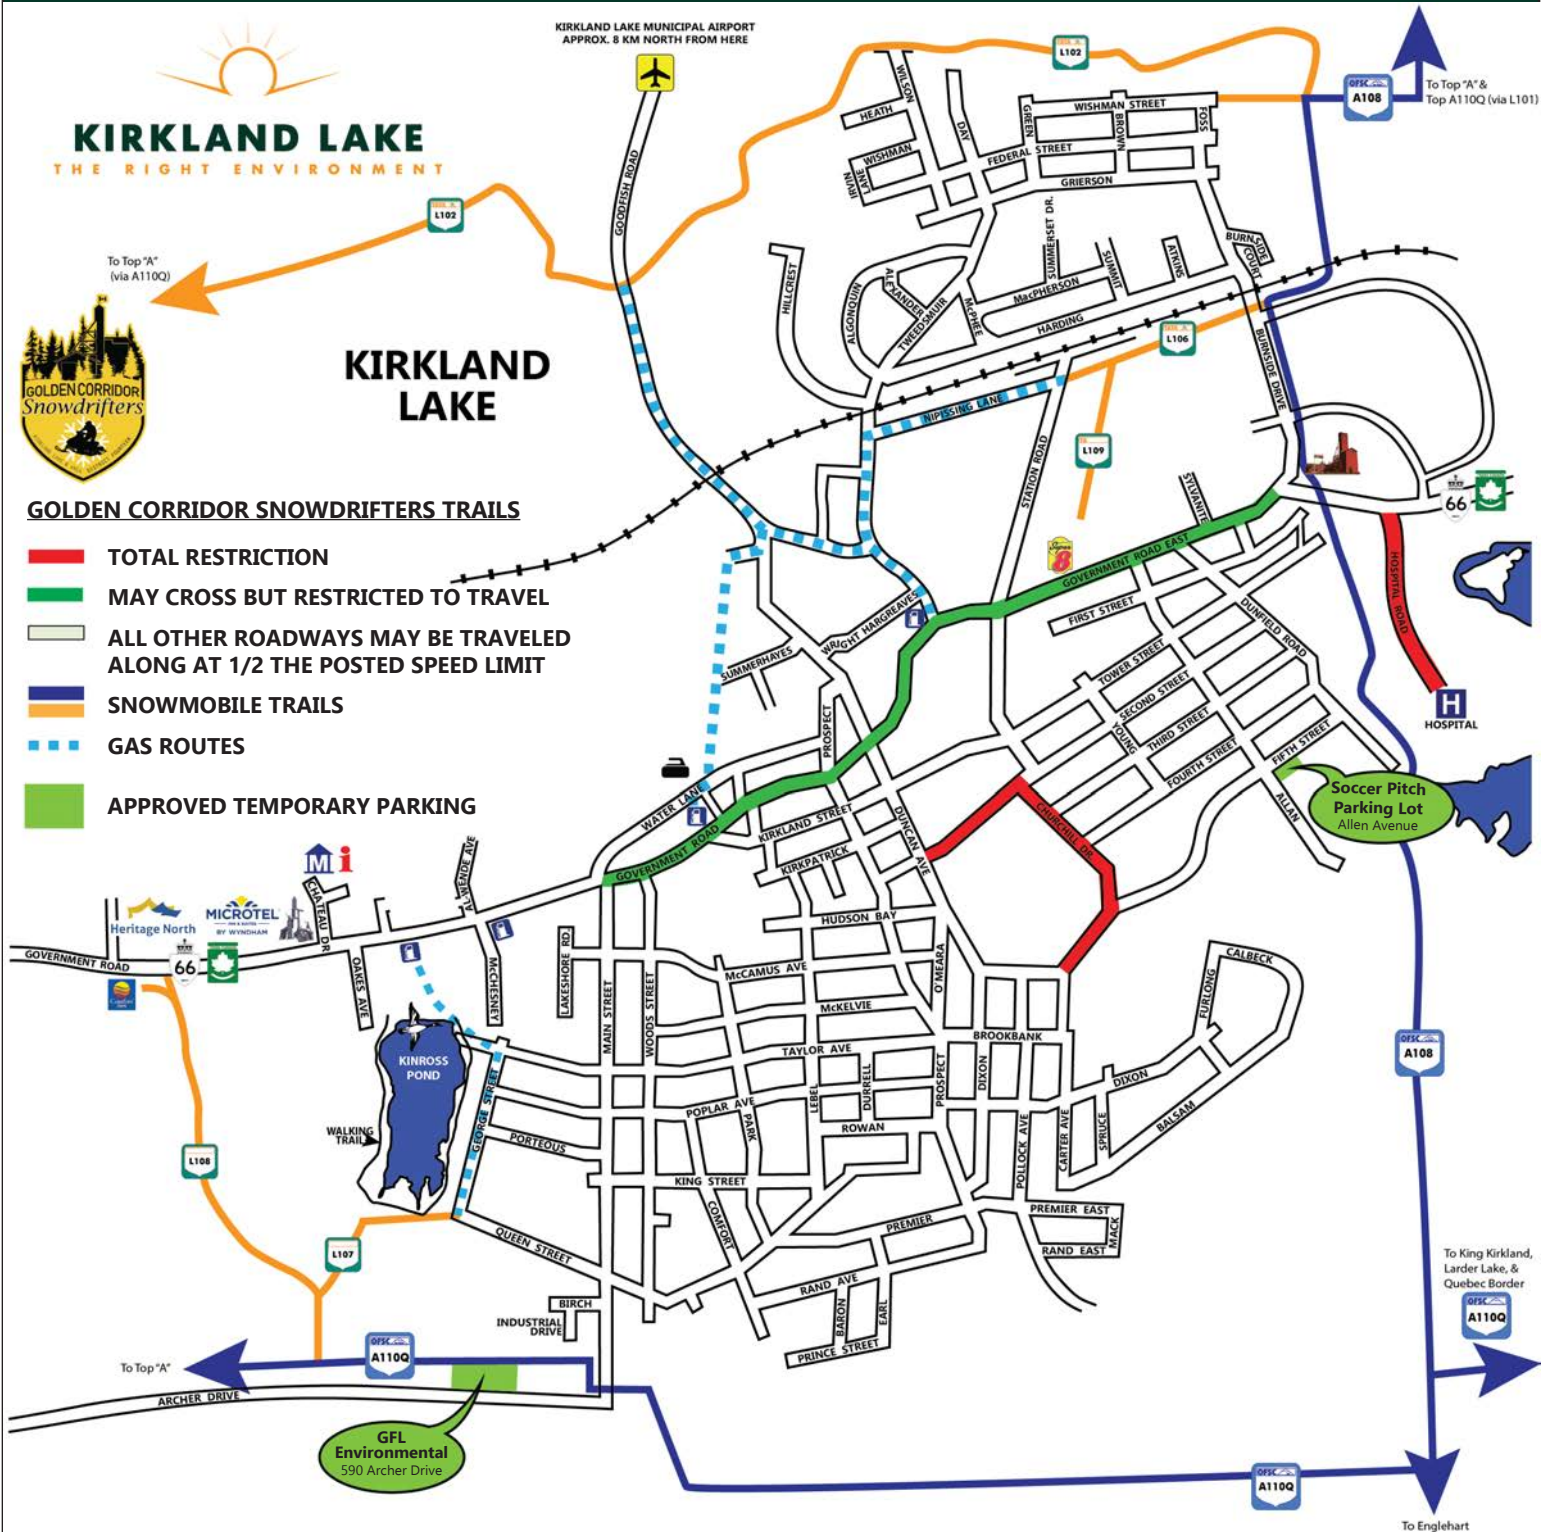 KIRKLAND LAKE MUNICIPAL AIRPORT
APPROX. 8 KM NORTH FROM HERE
KIRKLAND LAKE
THE RIGHT ENVIRONMENT
L102
L102
OFSC
A108
To Top "A" &
Top A110Q (via L101)
To Top "A"
(via A110Q)
GOLDEN CORRIDOR
Snowdrifters
KIRKLAND
LAKE
GOLDEN CORRIDOR SNOWDRIFTERS TRAILS
TOTAL RESTRICTION
MAY CROSS BUT RESTRICTED TO TRAVEL
ALL OTHER ROADWAYS MAY BE TRAVELED
ALONG AT 1/2 THE POSTED SPEED LIMIT
SNOWMOBILE TRAILS
GAS ROUTES
APPROVED TEMPORARY PARKING
GOODFISH ROAD
WILSON
HEATH
WISHMAN
IRVIN
LANE
DAY
GREEN
WISHMAN STREET
BROWN
FOSS
FEDERAL STREET
GRIERSON
SUMMERSET DR.
SUMMIT
ATKINS
BURNSIDE
COURT
HILLCREST
ALGONQUIN
ALEXANDER
TWEEDSMUIR
McPHEE
MacPHERSON
HARDING
L106
BURNSIDE DRIVE
NIPISSING LANE
L109
STATION ROAD
SYLVANITE
66
Super
8
GOVERNMENT ROAD EAST
HOSPITAL ROAD
H
HOSPITAL
FIRST STREET
DUNFIELD ROAD
WRIGHT HARGREAVES
SUMMERHAYES
TOWER STREET
SECOND STREET
YOUNG
THIRD STREET
FOURTH STREET
FIFTH STREET
ALLAN
Soccer Pitch
Parking Lot
Allen Avenue
PROSPECT
WATER LANE
GOVERNMENT ROAD
KIRKLAND STREET
KIRKPATRICK
DUNCAN AVE
CHURCHILL DR.
HUDSON BAY
M i
CHATEAU DR
AL WENDE AVE
Heritage North
MICROTEL
BY WYNDHAM
GOVERNMENT ROAD
66
OAKES AVE
McCHESNEY
LAKESHORE RD
MAIN STREET
WOODS STREET
McCAMUS AVE
O'MEARA
McKELVIE
TAYLOR AVE
BROOKBANK
CALBECK
FURLONG
KINROSS
POND
WALKING
TRAIL
GEORGE STREET
PORTEOUS
POPLAR AVE
PARK
LEBEL
DURRELL
PROSPECT
DIXON
DIXON
ROWAN
POLLOCK AVE
CARTER AVE
SPRUCE
BALSAM
OFSC
A108
L108
KING STREET
COMFORT
PREMIER
PREMIER EAST
MACK
RAND EAST
QUEEN STREET
L107
RAND AVE
BARON
EARL
PRINCE STREET
BIRCH
INDUSTRIAL
DRIVE
To King Kirkland,
Larder Lake, &
Quebec Border
OFSC
A110Q
To Top "A"
OFSC
A110Q
ARCHER DRIVE
GFL
Environmental
590 Archer Drive
OFSC
A110Q
To Englehart